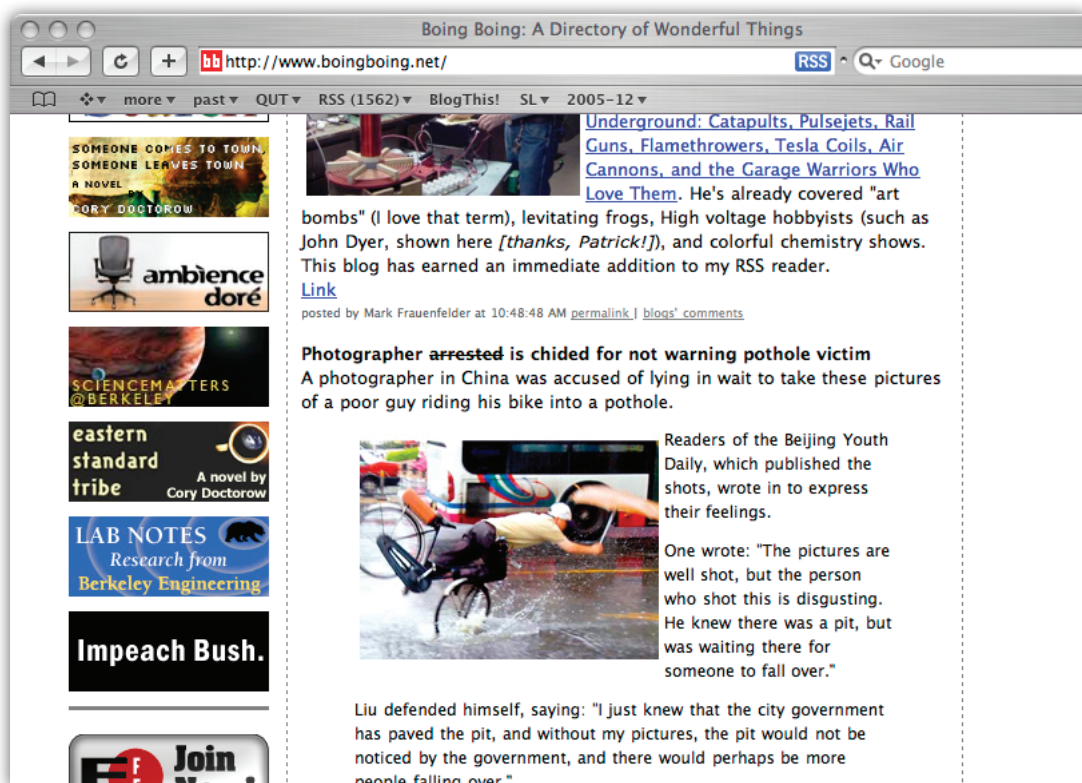 Boing Boing: A Directory of Wonderful Things
bb http://www.boingboing.net/ RSS Google
more past QUT RSS (1562) BlogThis! SL 2005-12
SOMEONE COMES TO TOWN,
SOMEONE LEAVES TOWN
A NOVEL
BY
CORY DOCTOROW
ambience
doré
SCIENCEMATTERS
@BERKELEY
eastern
standard
tribe
A novel by
Cory Doctorow
LAB NOTES
Research from
Berkeley Engineering
Impeach Bush.
Join
Underground: Catapults, Pulsejets, Rail
Guns, Flamethrowers, Tesla Coils, Air
Cannons, and the Garage Warriors Who
Love Them. He's already covered "art
bombs" (I love that term), levitating frogs, High voltage hobbyists (such as
John Dyer, shown here [thanks, Patrick!]), and colorful chemistry shows.
This blog has earned an immediate addition to my RSS reader.
Link
posted by Mark Frauenfelder at 10:48:48 AM permalink | blogs' comments
Photographer arrested is chided for not warning pothole victim
A photographer in China was accused of lying in wait to take these pictures
of a poor guy riding his bike into a pothole.
Readers of the Beijing Youth
Daily, which published the
shots, wrote in to express
their feelings.
One wrote: "The pictures are
well shot, but the person
who shot this is disgusting.
He knew there was a pit, but
was waiting there for
someone to fall over."
Liu defended himself, saying: "I just knew that the city government
has paved the pit, and without my pictures, the pit would not be
noticed by the government, and there would perhaps be more
people falling over."